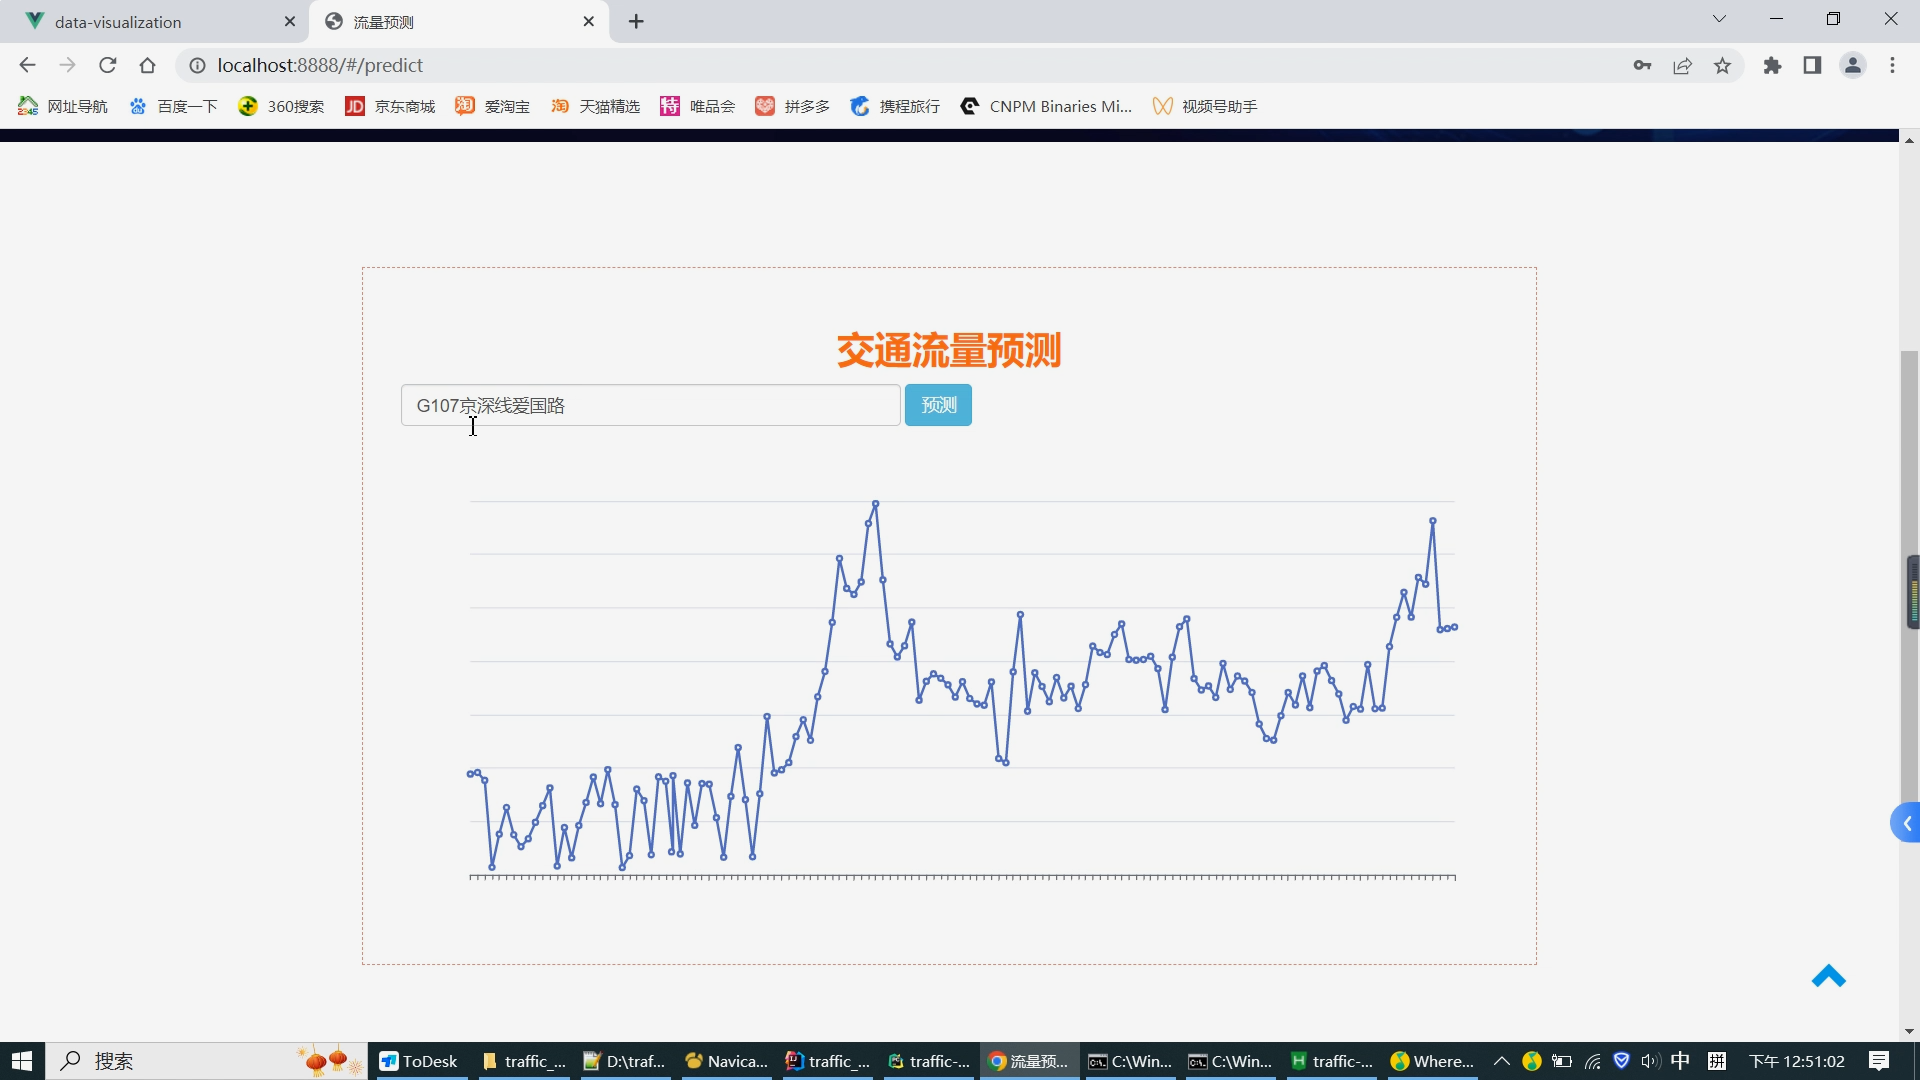 data-visualization
流量预测
localhost:8888/#/predict
网址导航
百度一下
360搜索
JD 京东商城
淘 爱淘宝
淘 天猫精选
特 唯品会
拼多多
携程旅行
CNPM Binaries Mi...
视频号助手
交通流量预测
G107京深线爱国路
预测
搜索
ToDesk
traffic_...
D:\traf...
Navica...
traffic_...
traffic-...
流量预...
C:\Win...
C:\Win...
traffic-...
Where...
中
拼
下午 12:51:02